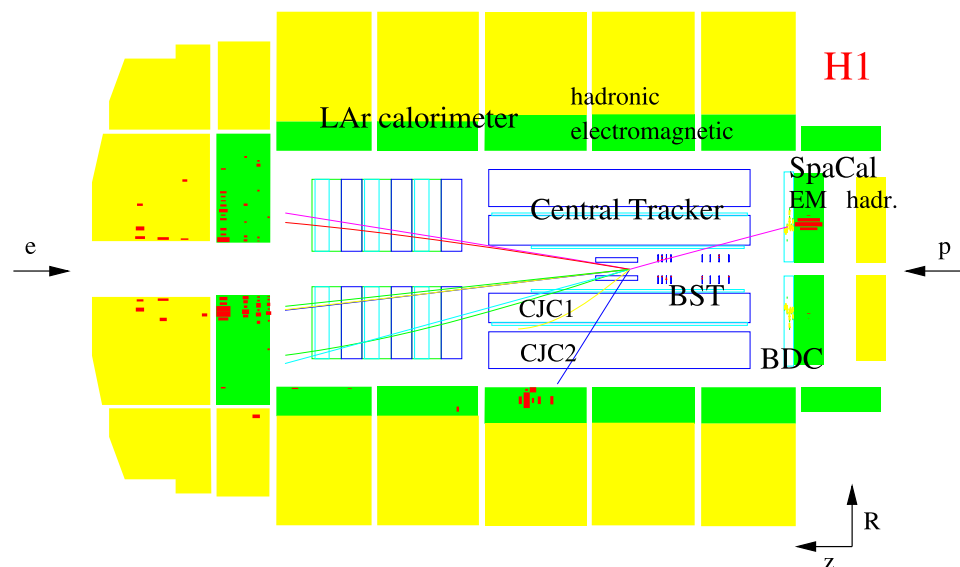 H1
hadronic
LAr calorimeter
electromagnetic
SpaCal
EM hadr.
Central Tracker
e
p
BST
CJC1
CJC2
BDC
R
z